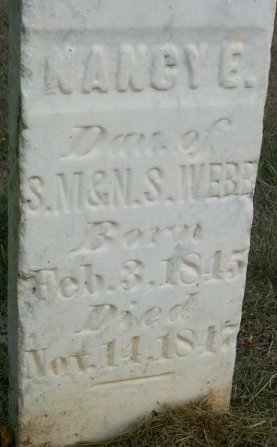 NANCY E.
Dau. of
S.M & N.S. WEBB
Born
Feb. 3. 1845
Died
Nov. 14. 1847